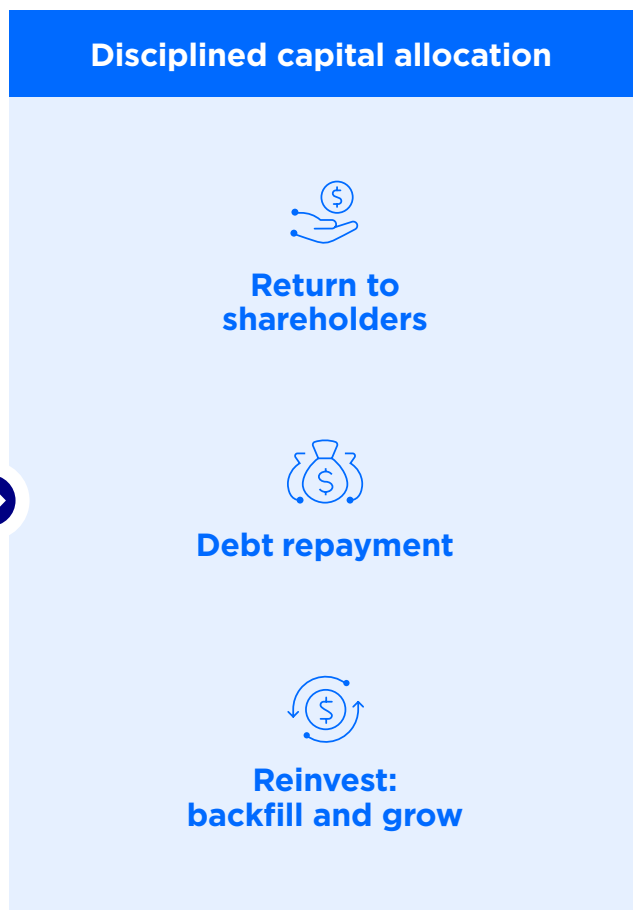 Disciplined capital allocation
$
Return to
shareholders
$
Debt repayment
$
Reinvest:
backfill and grow